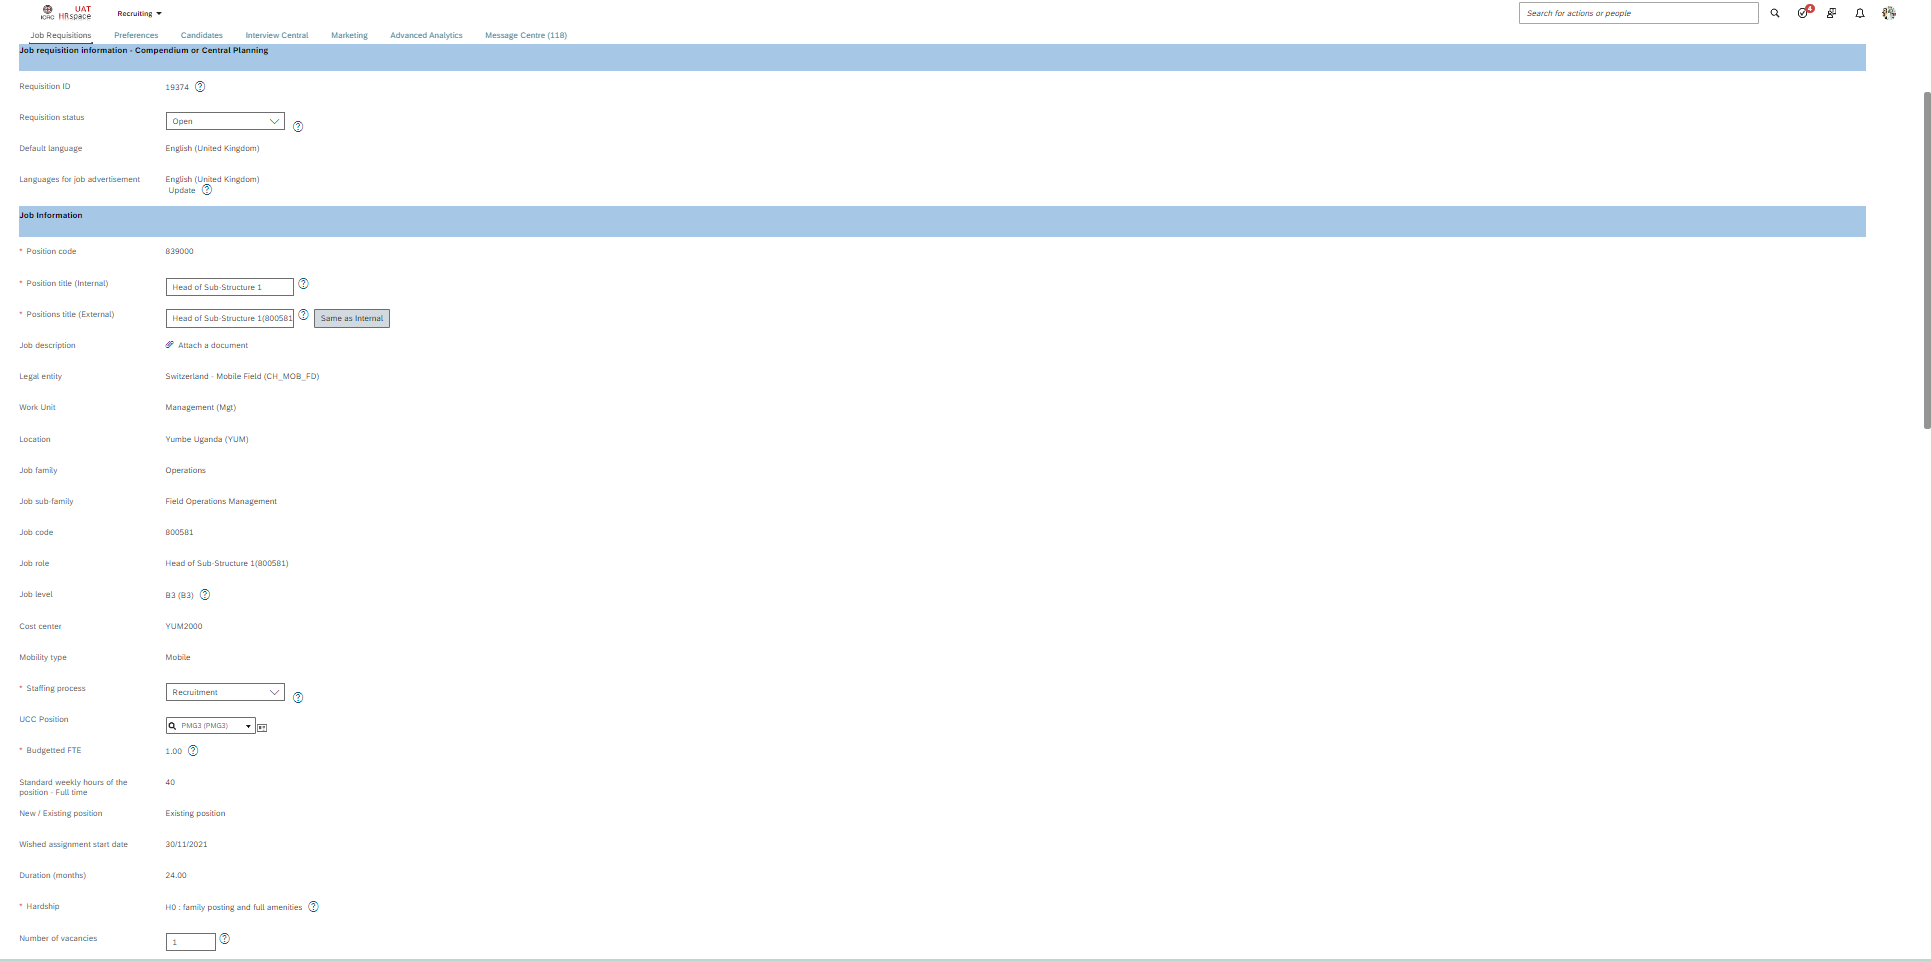 ICRC
UAT
HRspace
Recruiting
Search for actions or people
4
Job Requisitions Preferences Candidates Interview Central Marketing Advanced Analytics Message Centre (118)
Job requisition information - Compendium or Central Planning
Requisition ID 19374 ?
Requisition status Open ?
Default language English (United Kingdom)
Languages for job advertisement English (United Kingdom)
Update ?
Job Information
* Position code 839000
* Position title (Internal) Head of Sub-Structure 1 ?
* Positions title (External) Head of Sub-Structure 1(800581 ? Same as Internal
Job description Attach a document
Legal entity Switzerland - Mobile Field (CH_MOB_FD)
Work Unit Management (Mgt)
Location Yumbe Uganda (YUM)
Job family Operations
Job sub-family Field Operations Management
Job code 800581
Job role Head of Sub-Structure 1(800581)
Job level B3 (B3) ?
Cost center YUM2000
Mobility type Mobile
* Staffing process Recruitment ?
UCC Position PMG3 (PMG3)
* Budgetted FTE 1.00 ?
Standard weekly hours of the 40
position - Full time
New / Existing position Existing position
Wished assignment start date 30/11/2021
Duration (months) 24.00
* Hardship H0 : family posting and full amenities ?
Number of vacancies 1 ?